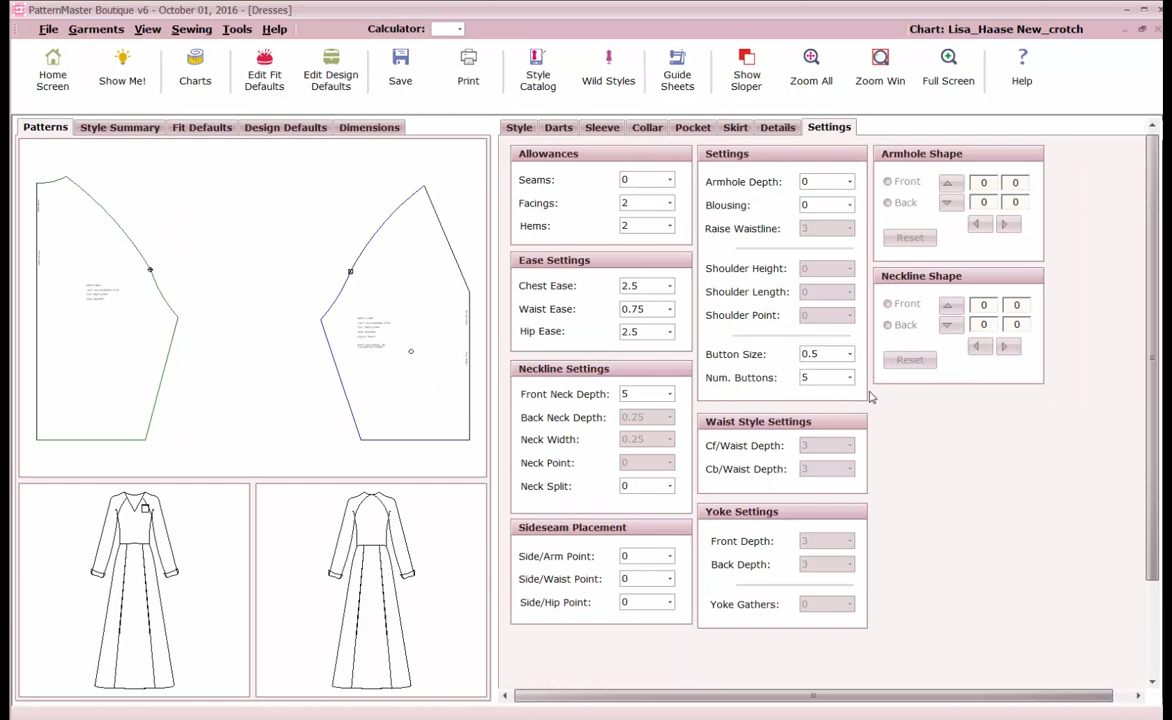 PatternMaster Boutique v6 - October 01, 2016 - [Dresses]
File Garments View Sewing Tools Help Calculator: Chart: Lisa_Haase New_crotch
Home Screen
Show Me!
Charts
Edit Fit Defaults
Edit Design Defaults
Save
Print
Style Catalog
Wild Styles
Guide Sheets
Show Sloper
Zoom All
Zoom Win
Full Screen
Help
Patterns Style Summary Fit Defaults Design Defaults Dimensions
Style Darts Sleeve Collar Pocket Skirt Details Settings
Allowances
Seams: 0
Facings: 2
Hems: 2
Ease Settings
Chest Ease: 2.5
Waist Ease: 0.75
Hip Ease: 2.5
Neckline Settings
Front Neck Depth: 5
Back Neck Depth: 0.25
Neck Width: 0.25
Neck Point: 0
Neck Split: 0
Sideseam Placement
Side/Arm Point: 0
Side/Waist Point: 0
Side/Hip Point: 0
Settings
Armhole Depth: 0
Blousing: 0
Raise Waistline: 3
Shoulder Height: 0
Shoulder Length: 0
Shoulder Point: 0
Button Size: 0.5
Num. Buttons: 5
Waist Style Settings
Cf/Waist Depth: 3
Cb/Waist Depth: 3
Yoke Settings
Front Depth: 3
Back Depth: 3
Yoke Gathers: 0
Armhole Shape
Front 0 0
Back 0 0
Reset
Neckline Shape
Front 0 0
Back 0 0
Reset